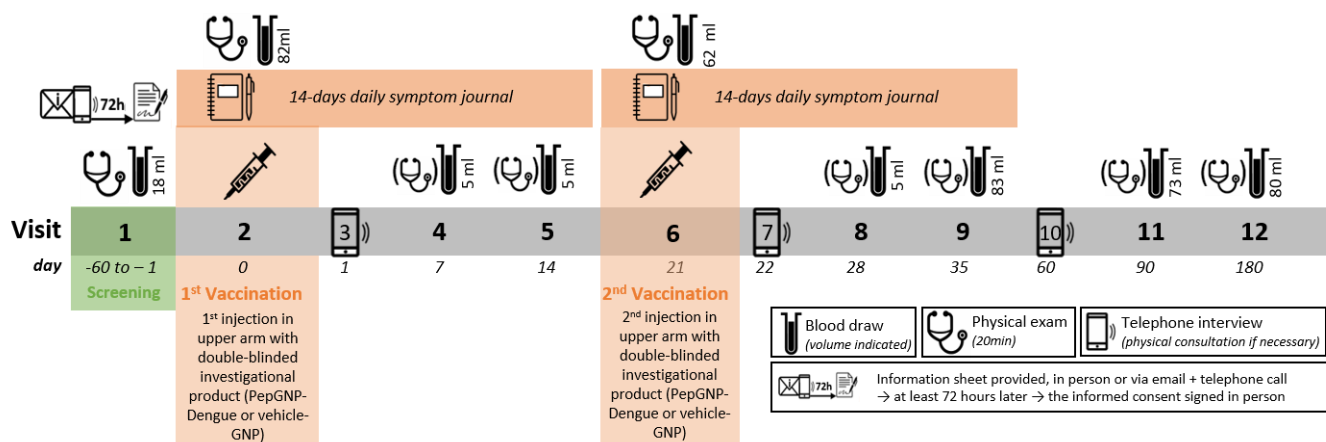 82ml
62 ml
14-days daily symptom journal
14-days daily symptom journal
72h
18 ml
5 ml
5 ml
5 ml
83 ml
73 ml
80 ml
Visit 1 2 3 4 5 6 7 8 9 10 11 12
day -60 to – 1 0 1 7 14 21 22 28 35 60 90 180
Screening
1st Vaccination
1st injection in
upper arm with
double-blinded
investigational
product (PepGNP-
Dengue or vehicle-
GNP)
2nd Vaccination
2nd injection in
upper arm with
double-blinded
investigational
product (PepGNP-
Dengue or vehicle-
GNP)
Blood draw
(volume indicated)
Physical exam
(20min)
Telephone interview
(physical consultation if necessary)
72h
Information sheet provided, in person or via email + telephone call
→ at least 72 hours later → the informed consent signed in person